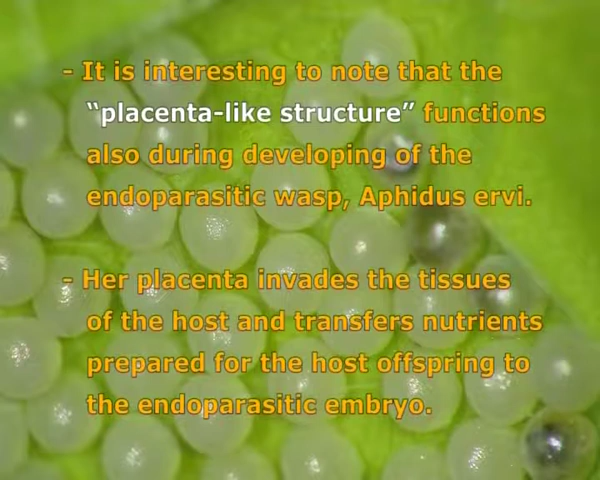 - It is interesting to note that the
“placenta-like structure” functions
also during developing of the
endoparasitic wasp, Aphidus ervi.
- Her placenta invades the tissues
of the host and transfers nutrients
prepared for the host offspring to
the endoparasitic embryo.